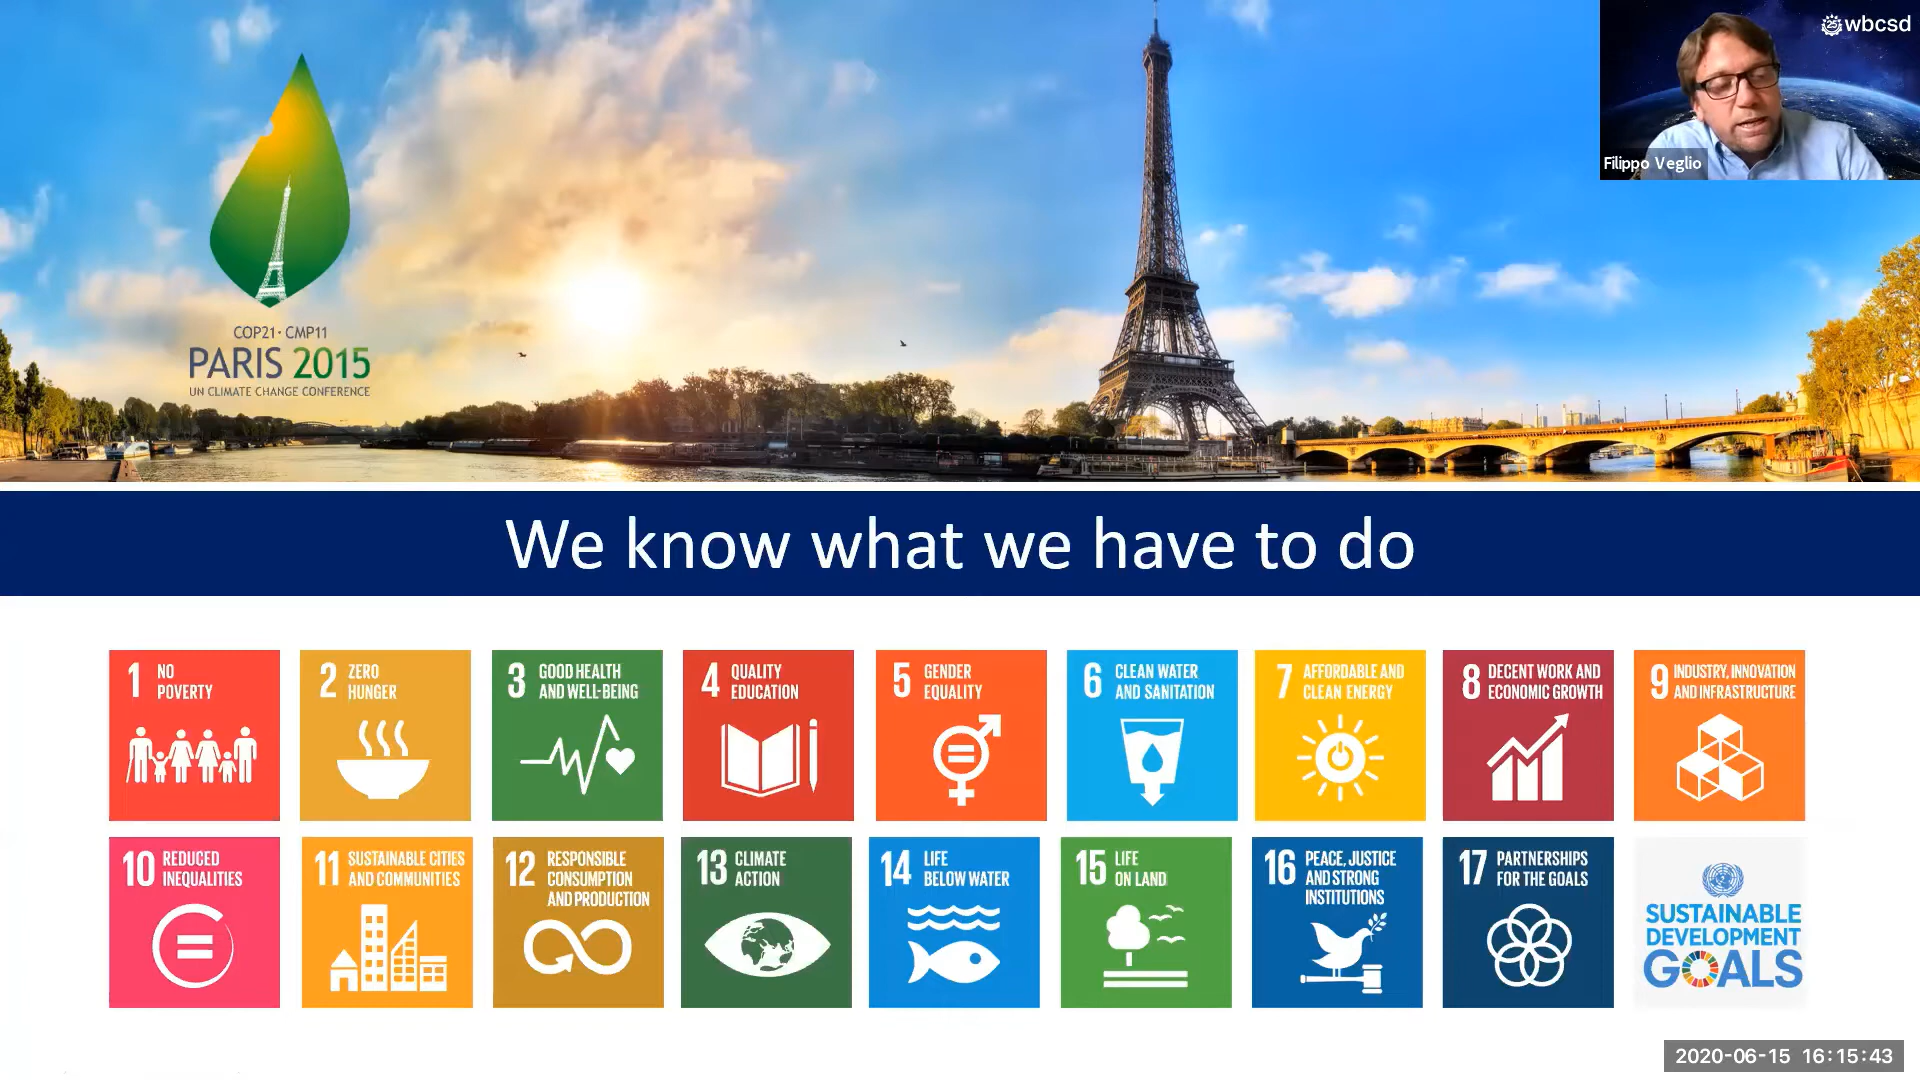 COP21·CMP11
PARIS 2015
UN CLIMATE CHANGE CONFERENCE
25 wbcsd
Filippo Veglio
We know what we have to do
1 NO
POVERTY
2 ZERO
HUNGER
3 GOOD HEALTH
AND WELL-BEING
4 QUALITY
EDUCATION
5 GENDER
EQUALITY
6 CLEAN WATER
AND SANITATION
7 AFFORDABLE AND
CLEAN ENERGY
8 DECENT WORK AND
ECONOMIC GROWTH
9 INDUSTRY, INNOVATION
AND INFRASTRUCTURE
10 REDUCED
INEQUALITIES
11 SUSTAINABLE CITIES
AND COMMUNITIES
12 RESPONSIBLE
CONSUMPTION
AND PRODUCTION
13 CLIMATE
ACTION
14 LIFE
BELOW WATER
15 LIFE
ON LAND
16 PEACE, JUSTICE
AND STRONG
INSTITUTIONS
17 PARTNERSHIPS
FOR THE GOALS
SUSTAINABLE
DEVELOPMENT
GOALS
2020-06-15 16:15:43